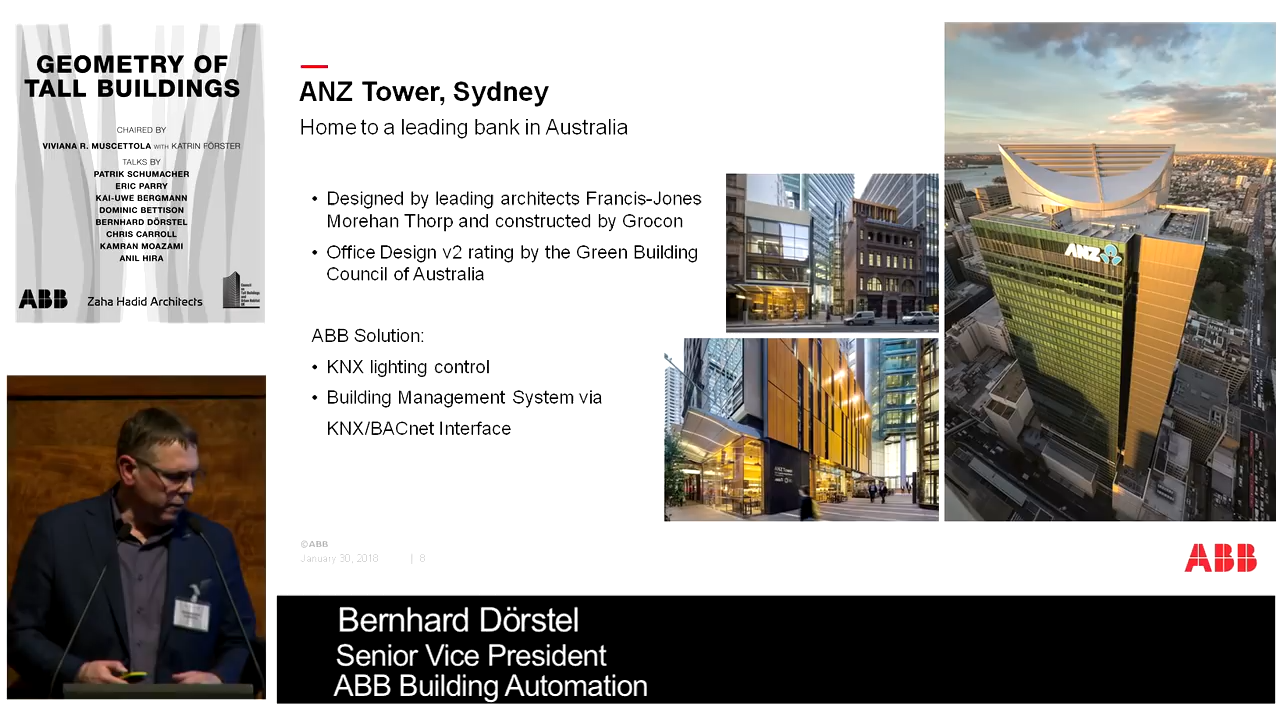 GEOMETRY OF
TALL BUILDINGS
CHAIRED BY
VIVIANA R. MUSCETTOLA WITH KATRIN FÖRSTER
TALKS BY
PATRIK SCHUMACHER
ERIC PARRY
KAI-UWE BERGMANN
DOMINIC BETTISON
BERNHARD DÖRSTEL
CHRIS CARROLL
KAMRAN MOAZAMI
ANIL HIRA
ABB Zaha Hadid Architects
ANZ Tower, Sydney
Home to a leading bank in Australia
• Designed by leading architects Francis-Jones
Morehan Thorp and constructed by Grocon
• Office Design v2 rating by the Green Building
Council of Australia
ABB Solution:
• KNX lighting control
• Building Management System via
KNX/BACnet Interface
ANZ
ANZ Tower
©ABB
January 30, 2018 | 8
ABB
Bernhard Dörstel
Senior Vice President
ABB Building Automation